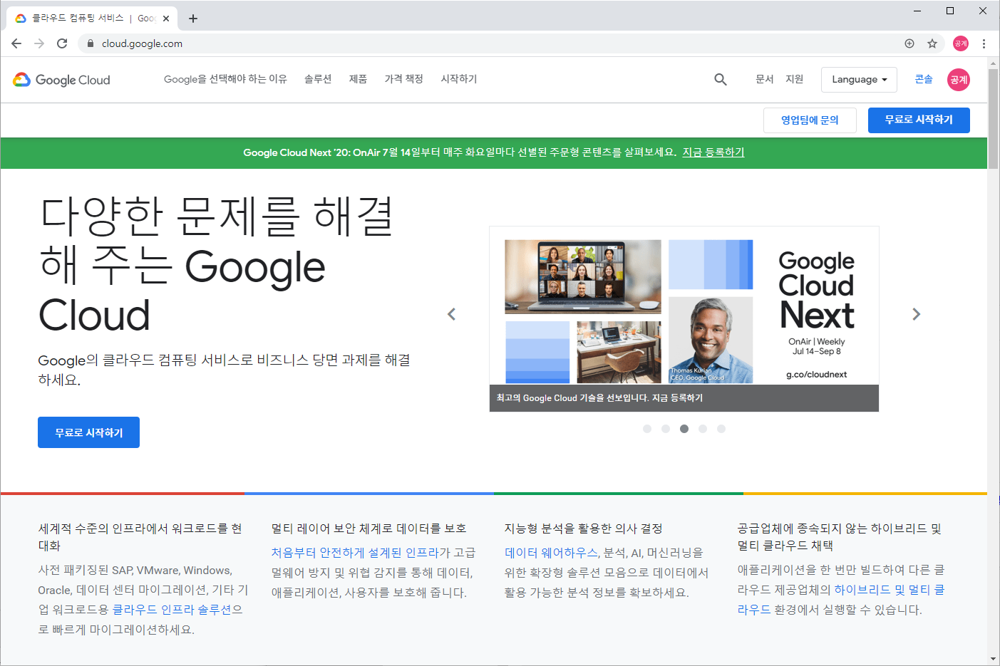 클라우드 컴퓨팅 서비스 | Goo
cloud.google.com
공계
Google Cloud
Google을 선택해야 하는 이유 솔루션 제품 가격 책정 시작하기
문서 지원 Language 콘솔 공계
영업팀에 문의 무료로 시작하기
Google Cloud Next '20: OnAir 7월 14일부터 매주 화요일마다 선별된 주문형 콘텐츠를 살펴보세요. 지금 등록하기
다양한 문제를 해결
해 주는 Google
Cloud
Google의 클라우드 컴퓨팅 서비스로 비즈니스 당면 과제를 해결
하세요.
무료로 시작하기
Google
Cloud
Next
OnAir | Weekly
Jul 14–Sep 8
g.co/cloudnext
Thomas Kurian
CEO, Google Cloud
최고의 Google Cloud 기술을 선보입니다. 지금 등록하기
세계적 수준의 인프라에서 워크로드를 현
대화
사전 패키징된 SAP, VMware, Windows,
Oracle, 데이터 센터 마이그레이션, 기타 기
업 워크로드용 클라우드 인프라 솔루션으
로 빠르게 마이그레이션하세요.
멀티 레이어 보안 체계로 데이터를 보호
처음부터 안전하게 설계된 인프라가 고급
멀웨어 방지 및 위협 감지를 통해 데이터,
애플리케이션, 사용자를 보호해 줍니다.
지능형 분석을 활용한 의사 결정
데이터 웨어하우스, 분석, AI, 머신러닝을
위한 확장형 솔루션 모음으로 데이터에서
활용 가능한 분석 정보를 확보하세요.
공급업체에 종속되지 않는 하이브리드 및
멀티 클라우드 채택
애플리케이션을 한 번만 빌드하여 다른 클
라우드 제공업체의 하이브리드 및 멀티 클
라우드 환경에서 실행할 수 있습니다.